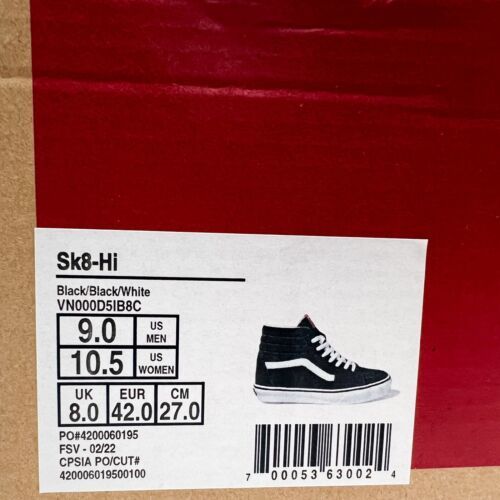 Sk8-Hi
Black/Black/White
VN000D5IB8C
9.0 US MEN
10.5 US WOMEN
UK EUR CM
8.0 42.0 27.0
PO#4200060195
FSV - 02/22
CPSIA PO/CUT#
420006019500100
7 00053 63002 4